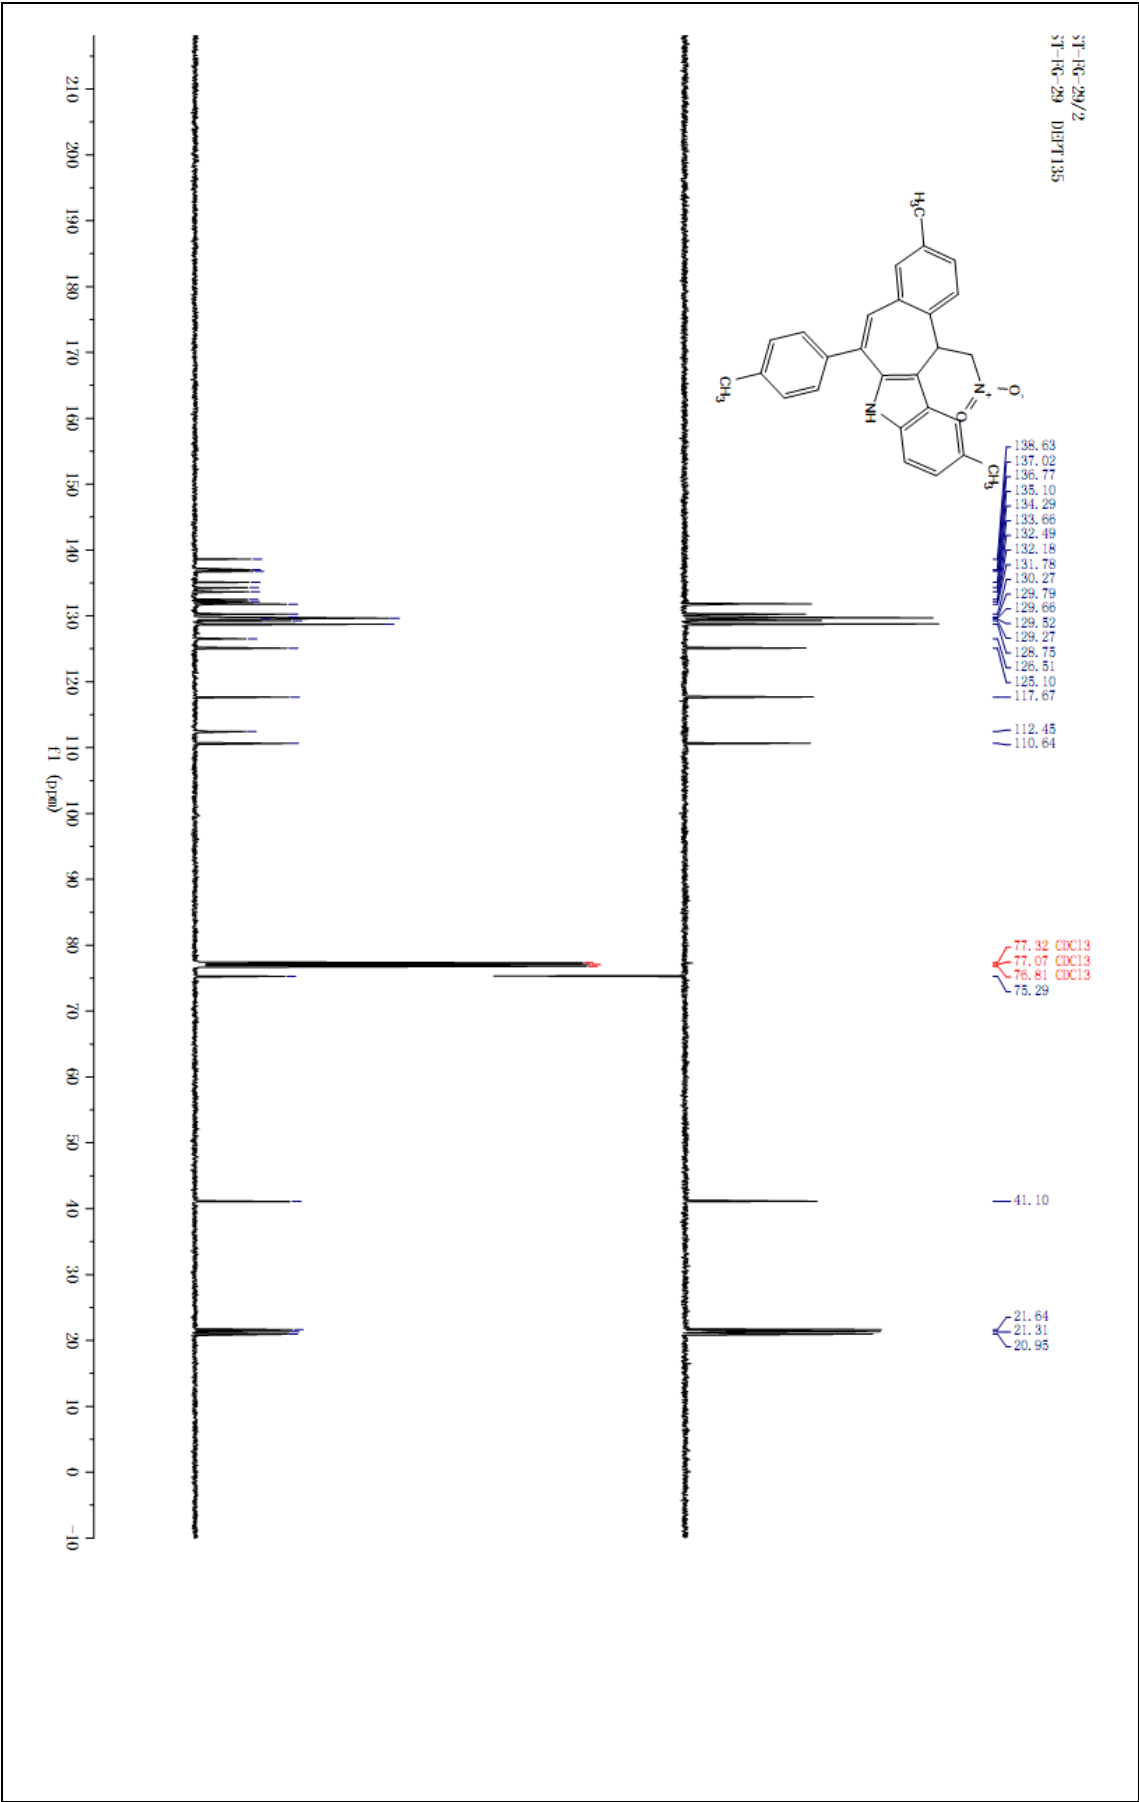 ST-FG-29/2
ST-FG-29 DEPT135
H3C
CH3
NH
N+
O-
O
CH3
138.63
137.02
136.77
135.10
134.29
133.66
132.49
132.18
131.78
130.27
129.79
129.66
129.52
129.27
128.75
126.51
125.10
117.67
112.45
110.64
77.32 CDCl3
77.07 CDCl3
76.81 CDCl3
75.29
41.10
21.64
21.31
20.95
210 200 190 180 170 160 150 140 130 120 110 100 90 80 70 60 50 40 30 20 10 0 -10
f1 (ppm)